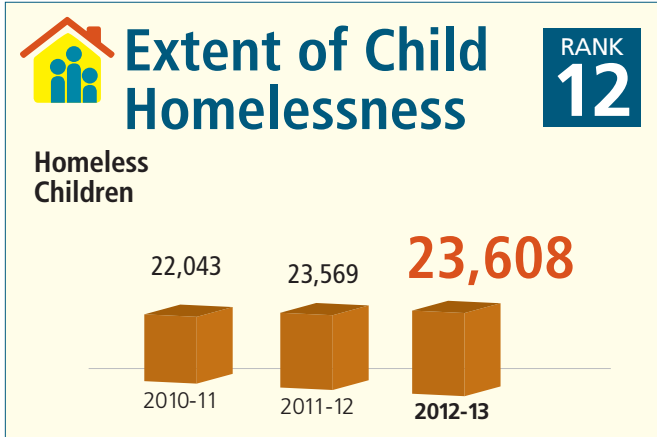 Extent of Child
Homelessness
RANK
12
Homeless
Children
22,043
23,569
23,608
2010-11
2011-12
2012-13